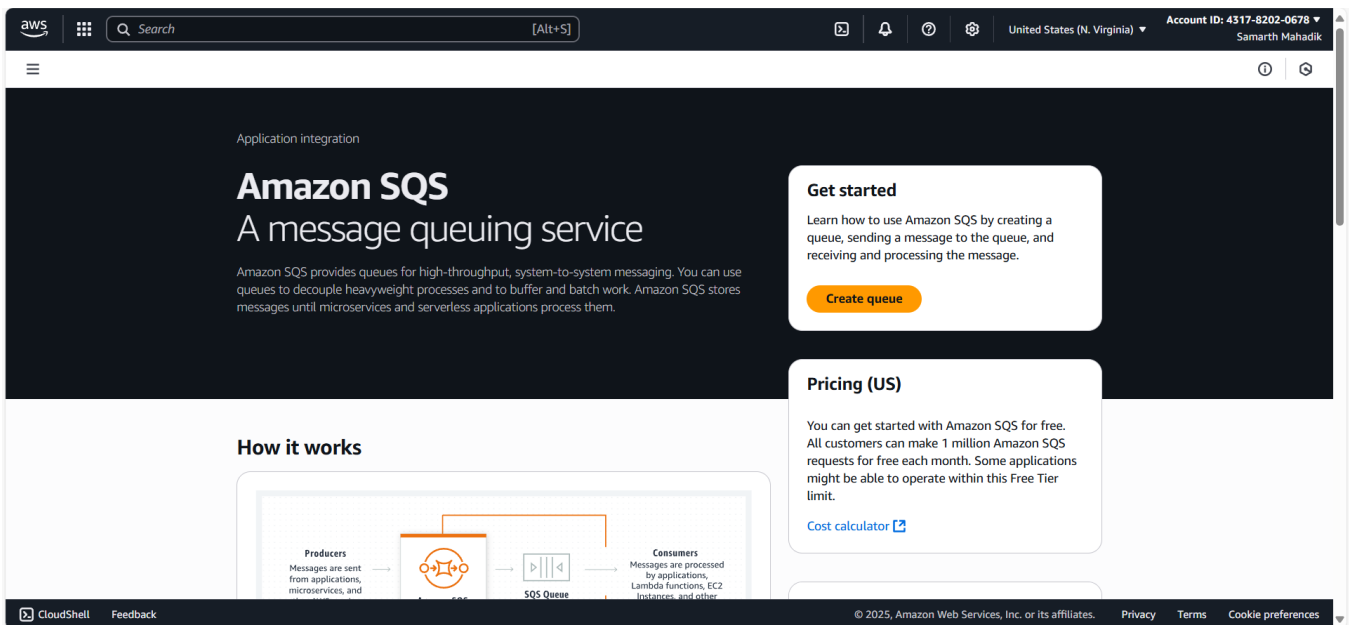 aws
Search [Alt+S]
United States (N. Virginia) ▼
Account ID: 4317-8202-0678 ▼
Samarth Mahadik
Application integration
Amazon SQS
A message queuing service
Amazon SQS provides queues for high-throughput, system-to-system messaging. You can use
queues to decouple heavyweight processes and to buffer and batch work. Amazon SQS stores
messages until microservices and serverless applications process them.
Get started
Learn how to use Amazon SQS by creating a
queue, sending a message to the queue, and
receiving and processing the message.
Create queue
Pricing (US)
You can get started with Amazon SQS for free.
All customers can make 1 million Amazon SQS
requests for free each month. Some applications
might be able to operate within this Free Tier
limit.
Cost calculator
How it works
Producers
Messages are sent
from applications,
microservices, and
SQS Queue
Consumers
Messages are processed
by applications,
Lambda functions, EC2
Instances, and other
CloudShell
Feedback
© 2025, Amazon Web Services, Inc. or its affiliates.
Privacy
Terms
Cookie preferences